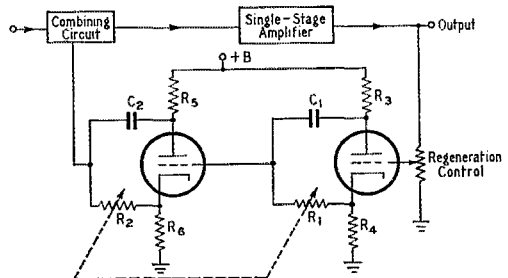 Combining
Circuit
Single-Stage
Amplifier
Output
+B
C2
R5
C1
R3
Regeneration
Control
R2
R6
R1
R4